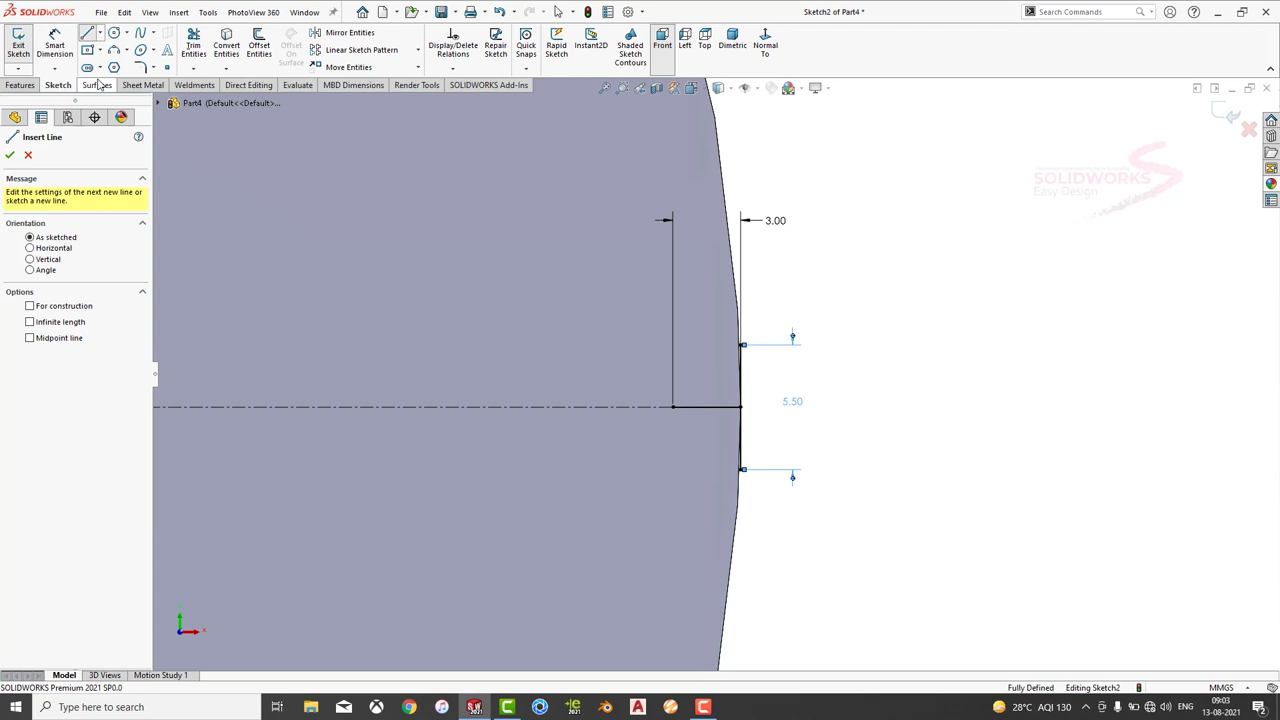 SOLIDWORKS
File
Edit
View
Insert
Tools
PhotoView 360
Window
Sketch2 of Part4 *
Search Commands
Exit Sketch
Smart Dimension
Trim Entities
Convert Entities
Offset Entities
Offset On Surface
Mirror Entities
Linear Sketch Pattern
Move Entities
Display/Delete Relations
Repair Sketch
Quick Snaps
Rapid Sketch
Instant2D
Shaded Sketch Contours
Front
Left
Top
Dimetric
Normal To
Features
Sketch
Surfaces
Sheet Metal
Weldments
Direct Editing
Evaluate
MBD Dimensions
Render Tools
SOLIDWORKS Add-Ins
Part4 (Default<<Default>...
Insert Line
Message
Edit the settings of the next new line or
sketch a new line.
Orientation
As sketched
Horizontal
Vertical
Angle
Options
For construction
Infinite length
Midpoint line
3.00
5.50
SOLIDWORKS
Easy Design
Model
3D Views
Motion Study 1
SOLIDWORKS Premium 2021 SP0.0
Fully Defined
Editing Sketch2
MMGS
Type here to search
28°C AQI 130
ENG
09:03
13-08-2021